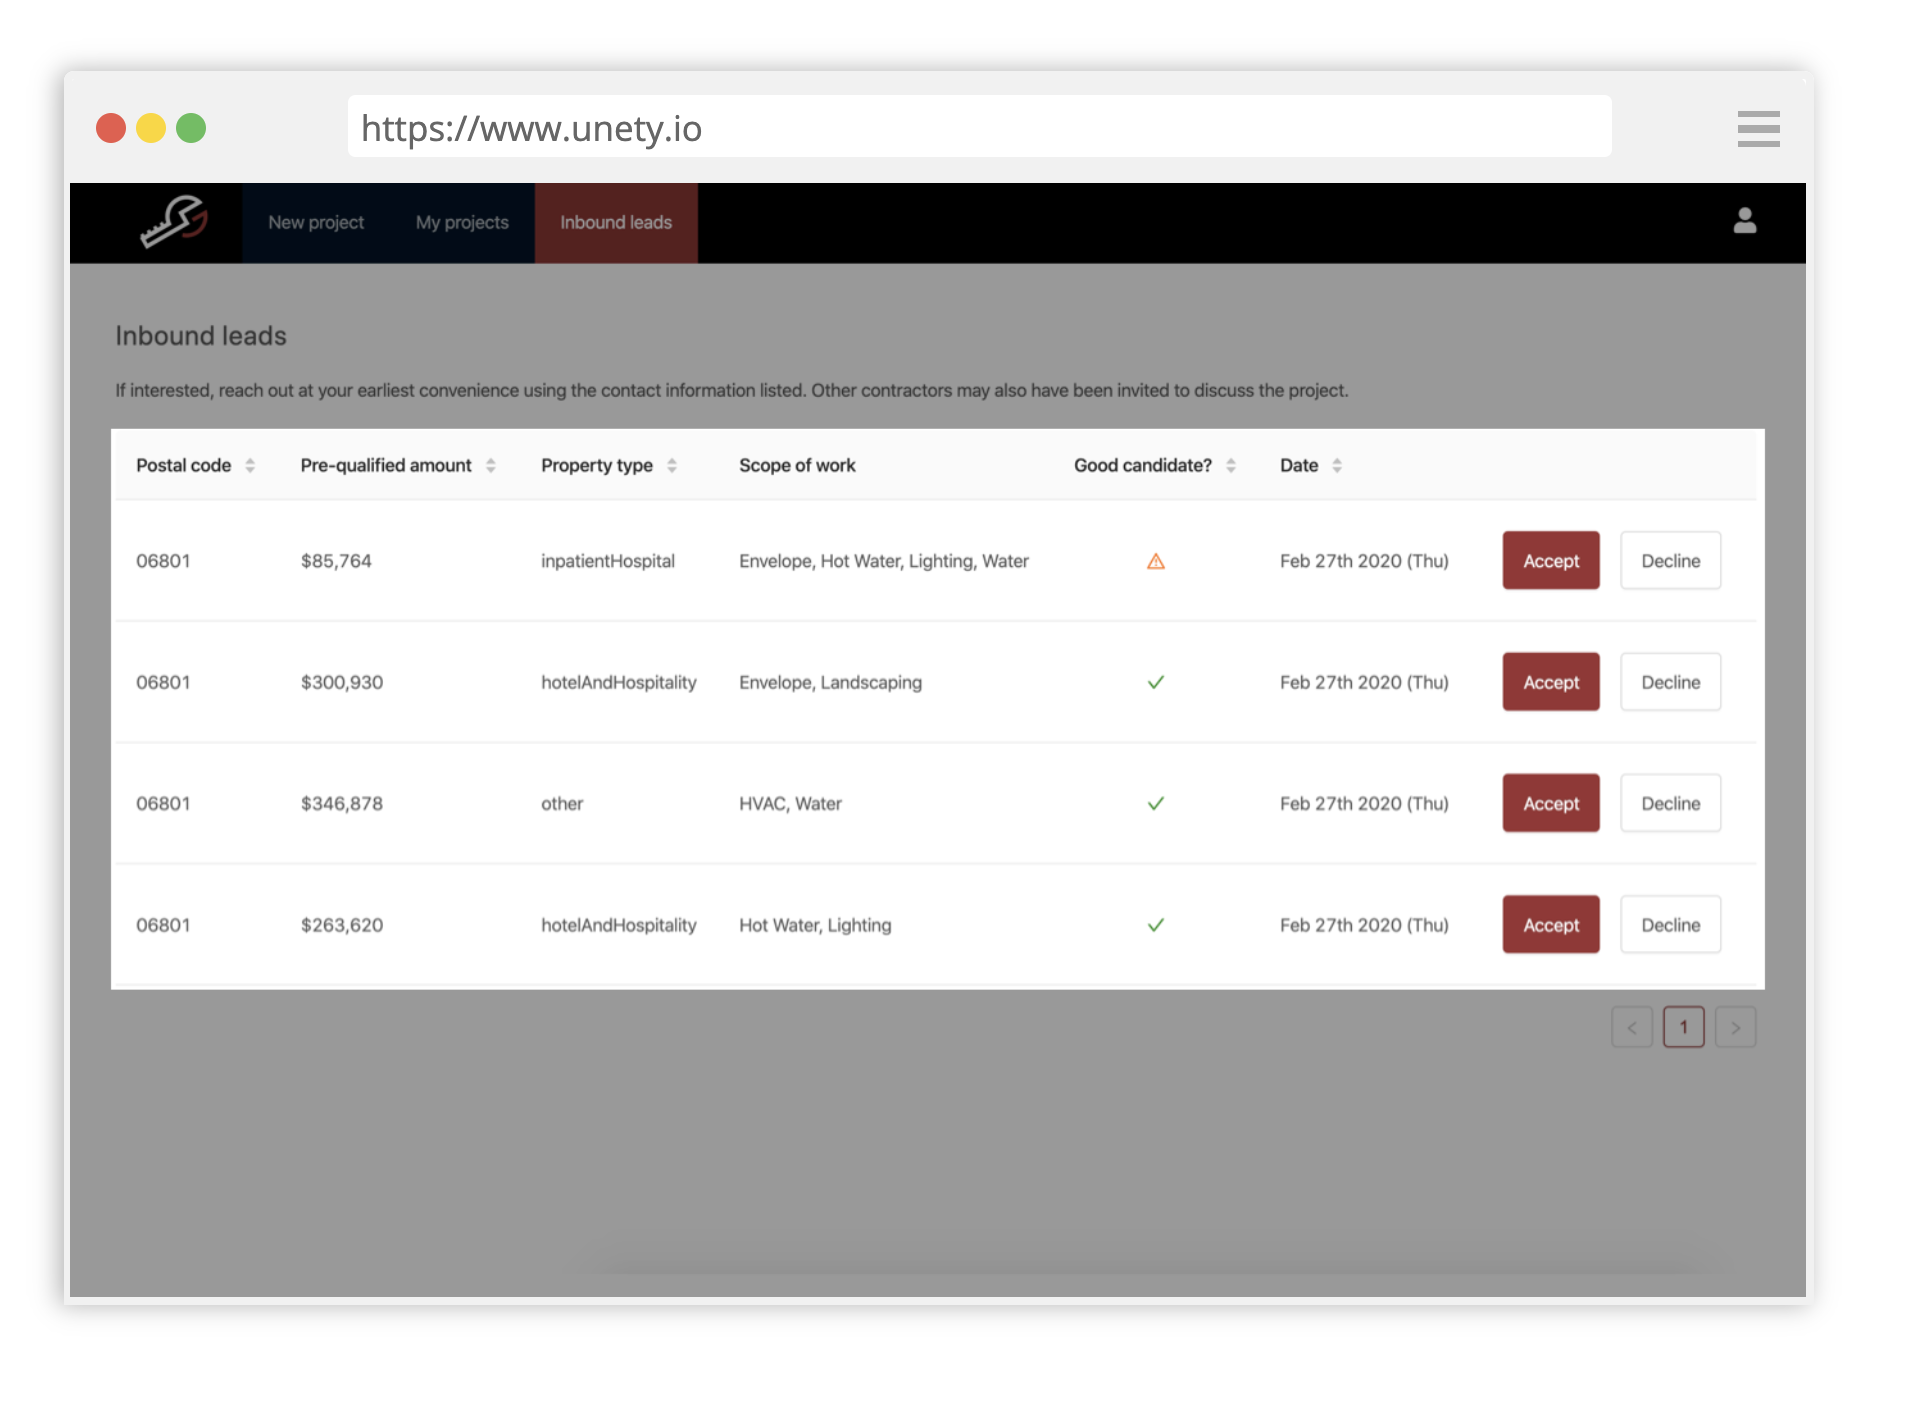 https://www.unety.io
New project My projects Inbound leads
Inbound leads
If interested, reach out at your earliest convenience using the contact information listed. Other contractors may also have been invited to discuss the project.
Postal code Pre-qualified amount Property type Scope of work Good candidate? Date
06801 $85,764 inpatientHospital Envelope, Hot Water, Lighting, Water Feb 27th 2020 (Thu) Accept Decline
06801 $300,930 hotelAndHospitality Envelope, Landscaping Feb 27th 2020 (Thu) Accept Decline
06801 $346,878 other HVAC, Water Feb 27th 2020 (Thu) Accept Decline
06801 $263,620 hotelAndHospitality Hot Water, Lighting Feb 27th 2020 (Thu) Accept Decline
< 1 >